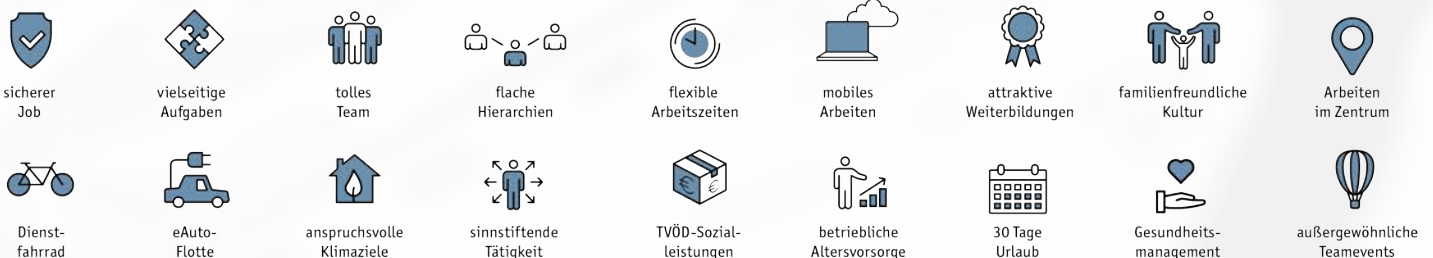 sicherer
Job
vielseitige
Aufgaben
tolles
Team
flache
Hierarchien
flexible
Arbeitszeiten
mobiles
Arbeiten
attraktive
Weiterbildungen
familienfreundliche
Kultur
Arbeiten
im Zentrum
Dienst-
fahrrad
eAuto-
Flotte
anspruchsvolle
Klimaziele
sinnstiftende
Tätigkeit
€ €
TVÖD-Sozial-
leistungen
betriebliche
Altersvorsorge
30 Tage
Urlaub
Gesundheits-
management
außergewöhnliche
Teamevents